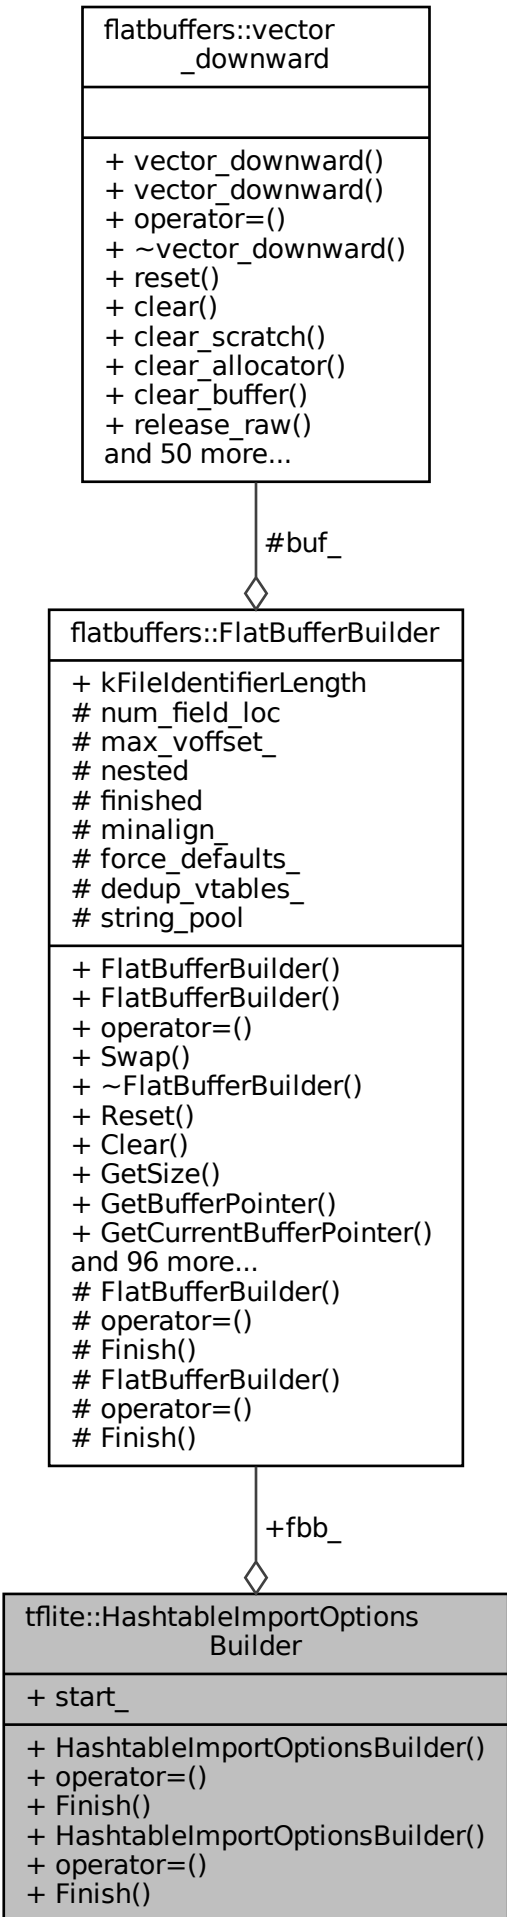 flatbuffers::vector
_downward
+ vector_downward()
+ vector_downward()
+ operator=()
+ ~vector_downward()
+ reset()
+ clear()
+ clear_scratch()
+ clear_allocator()
+ clear_buffer()
+ release_raw()
and 50 more...
#buf_
flatbuffers::FlatBufferBuilder
+ kFileIdentifierLength
# num_field_loc
# max_voffset_
# nested
# finished
# minalign_
# force_defaults_
# dedup_vtables_
# string_pool
+ FlatBufferBuilder()
+ FlatBufferBuilder()
+ operator=()
+ Swap()
+ ~FlatBufferBuilder()
+ Reset()
+ Clear()
+ GetSize()
+ GetBufferPointer()
+ GetCurrentBufferPointer()
and 96 more...
# FlatBufferBuilder()
# operator=()
# Finish()
# FlatBufferBuilder()
# operator=()
# Finish()
+fbb_
tflite::HashtableImportOptions
Builder
+ start_
+ HashtableImportOptionsBuilder()
+ operator=()
+ Finish()
+ HashtableImportOptionsBuilder()
+ operator=()
+ Finish()